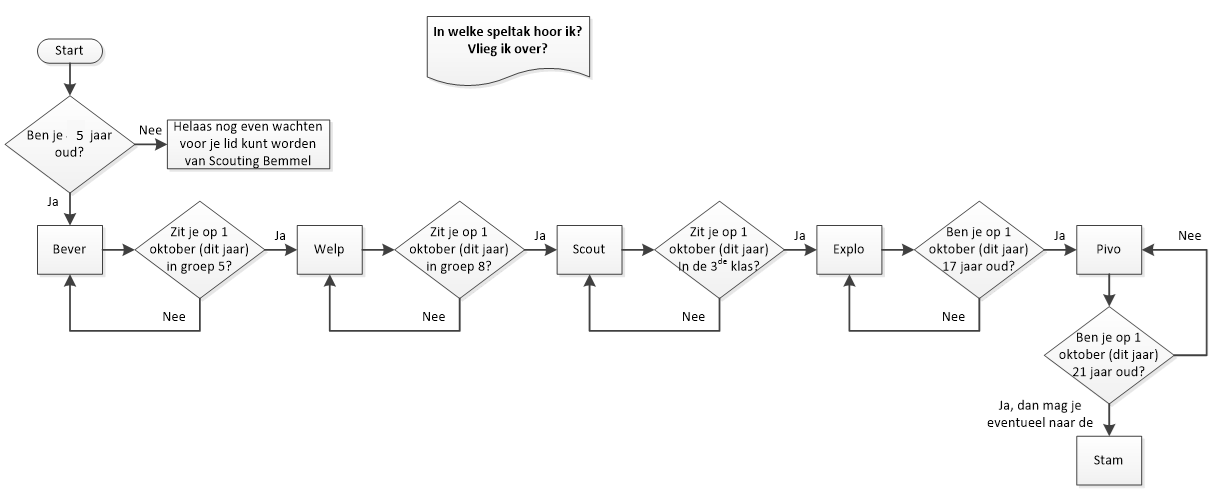 In welke speltak hoor ik?
Vlieg ik over?
Start
Ben je 5 jaar
oud?
Nee
Helaas nog even wachten
voor je lid kunt worden
van Scouting Bemmel
Ja
Bever
Zit je op 1
oktober (dit jaar)
in groep 5?
Nee
Ja
Welp
Zit je op 1
oktober (dit jaar)
in groep 8?
Nee
Ja
Scout
Zit je op 1
oktober (dit jaar)
In de 3de klas?
Nee
Ja
Explo
Ben je op 1
oktober (dit jaar)
17 jaar oud?
Nee
Ja
Pivo
Nee
Ben je op 1
oktober (dit jaar)
21 jaar oud?
Ja, dan mag je
eventueel naar de
Stam